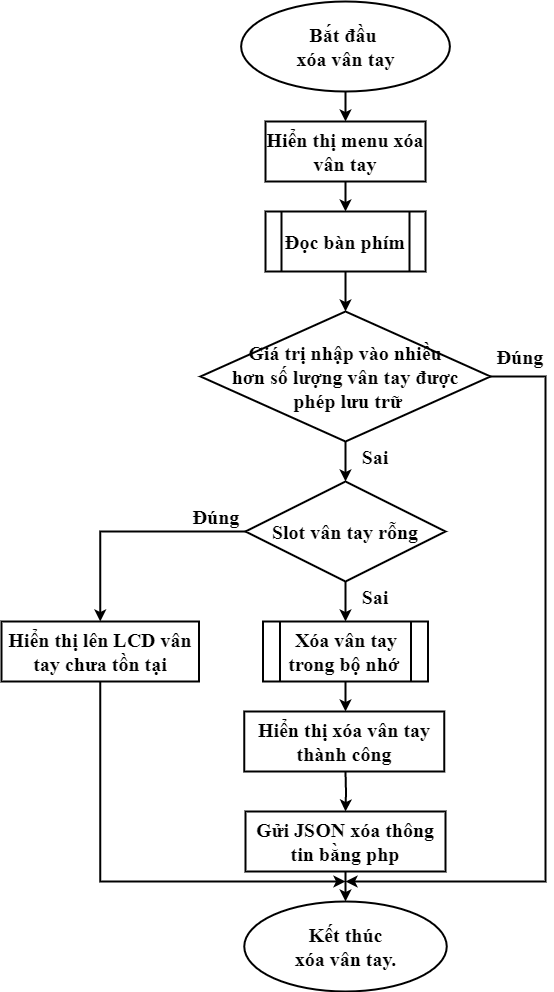 Bắt đầu
xóa vân tay
Hiển thị menu xóa
vân tay
Đọc bàn phím
Giá trị nhập vào nhiều
hơn số lượng vân tay được
phép lưu trữ
Đúng
Sai
Slot vân tay rỗng
Đúng
Sai
Hiển thị lên LCD vân
tay chưa tồn tại
Xóa vân tay
trong bộ nhớ
Hiển thị xóa vân tay
thành công
Gửi JSON xóa thông
tin bằng php
Kết thúc
xóa vân tay.